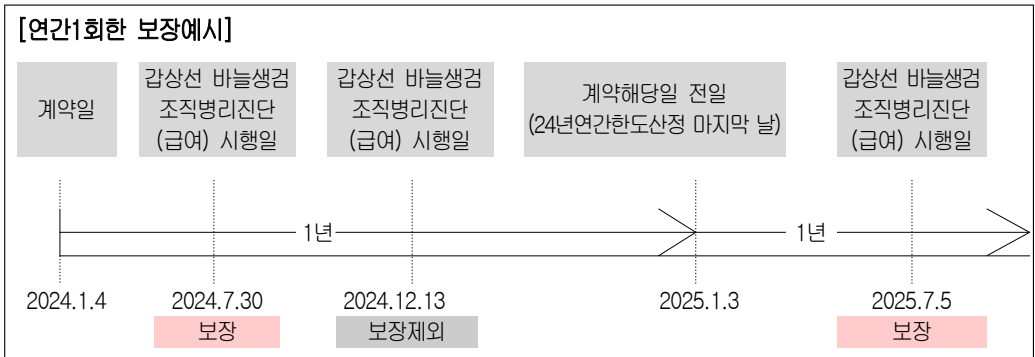 [연간1회한 보장예시]
계약일
갑상선 바늘생검
조직병리진단
(급여) 시행일
갑상선 바늘생검
조직병리진단
(급여) 시행일
계약해당일 전일
(24년연간한도산정 마지막 날)
갑상선 바늘생검
조직병리진단
(급여) 시행일
1년
1년
2024.1.4
2024.7.30
2024.12.13
2025.1.3
2025.7.5
보장
보장제외
보장